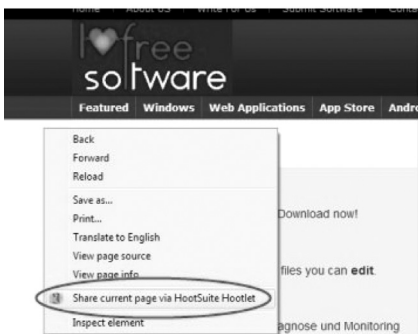 Home About US Write For Us Submit Software Conta
I free
software
Featured Windows Web Applications App Store Andro
Back
Forward
Reload
Save as...
Print...
Translate to English
View page source
View page info
Share current page via HootSuite Hootlet
Inspect element
Download now!
files you can edit.
agnose und Monitoring